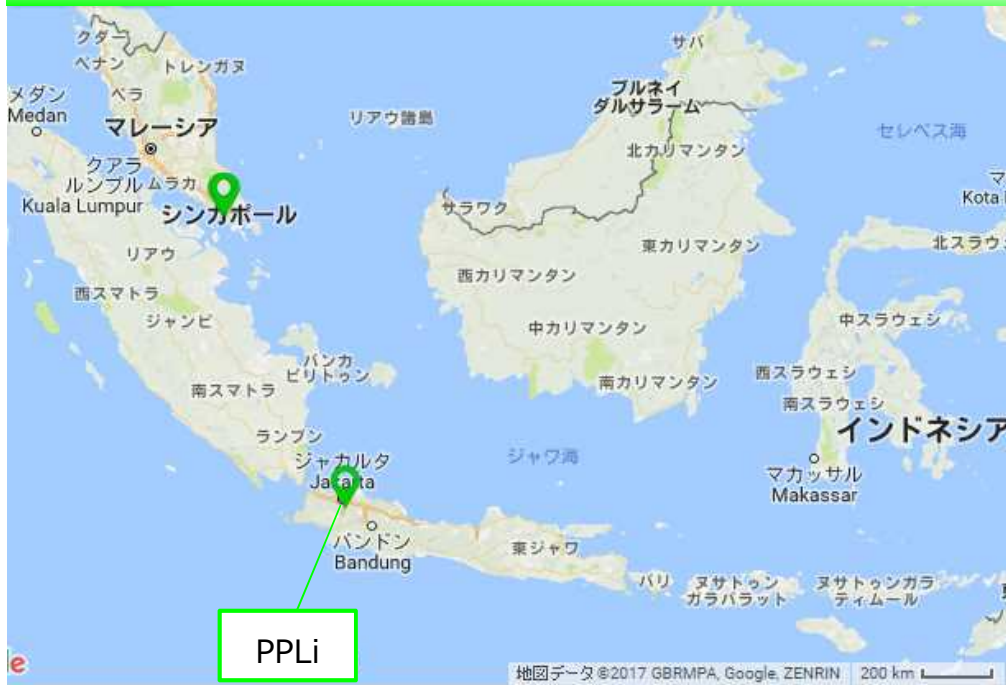 クダー
ペナン
トレンガヌ
サバ
メダン
Medan
ペラ
ブルネイ
ダルサラーム
リアウ諸島
マレーシア
セレベス海
北カリマンタン
クアラ
ルンプル
Kuala Lumpur
ムラカ
シンガポール
サラワク
マ
Kota
リアウ
東カリマンタン
北スラウ
西カリマンタン
西スマトラ
ジャンビ
中カリマンタン
中スラウェシ
バンカ
ビリトゥン
南スマトラ
南カリマンタン
西スラウェシ
南スラウェシ
インドネシア
ランプン
ジャカルタ
Jakarta
ジャワ海
マカッサル
Makassar
バンドン
Bandung
東ジャワ
バリ
ヌサトゥン
ガラバラット
ヌサトゥンガラ
ティムール
PPLi
地図データ ©2017 GBRMPA, Google, ZENRIN
200 km